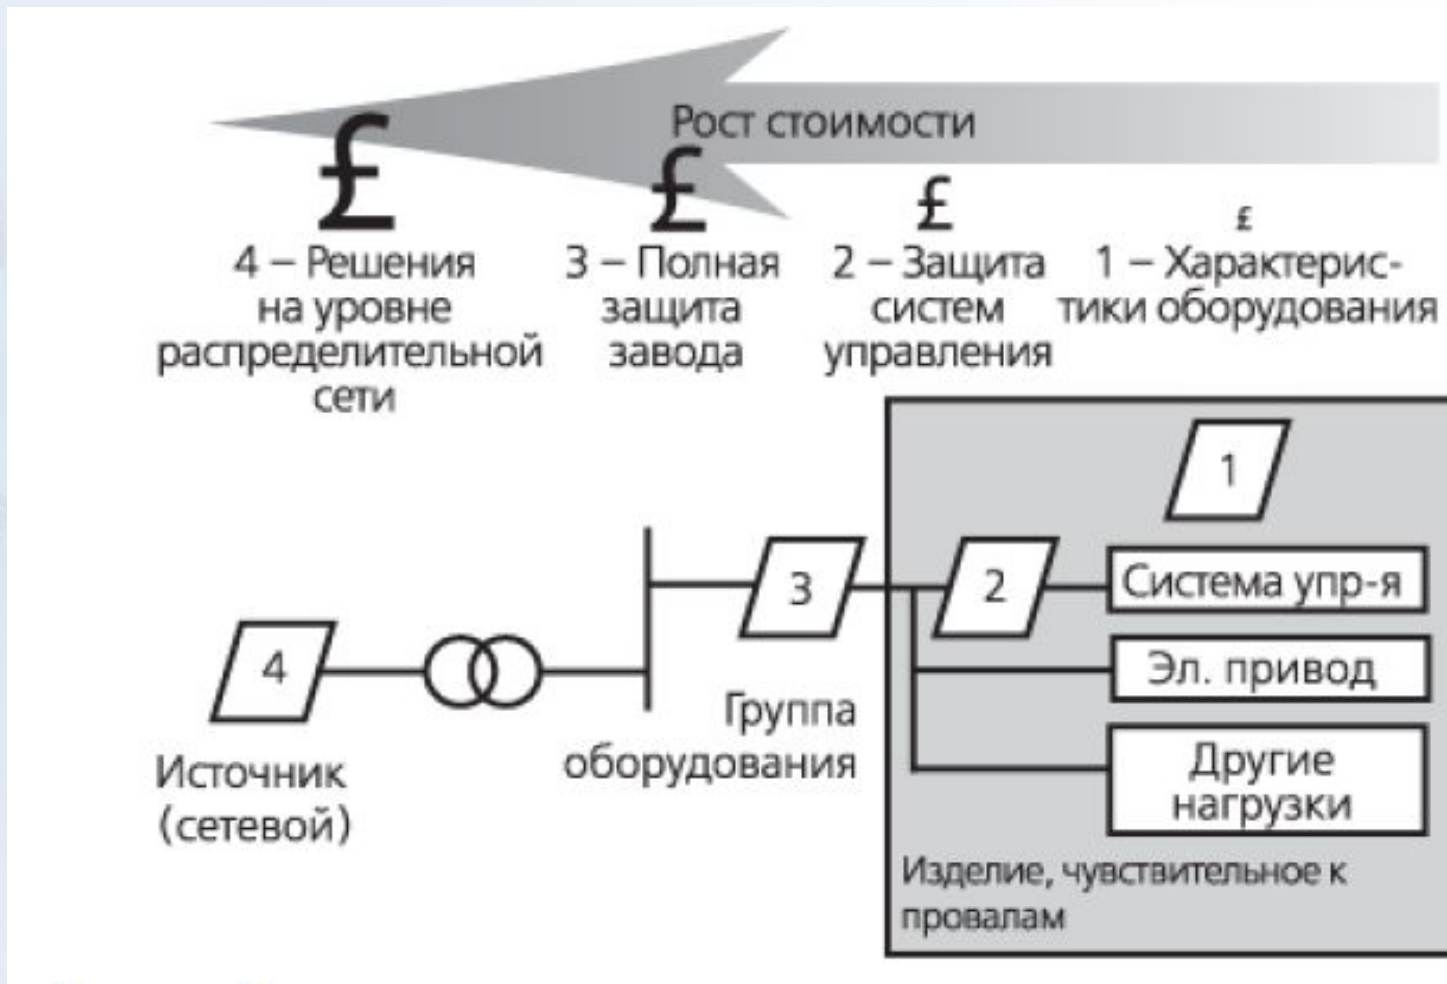 Рост стоимости
£
£
£
£
4 – Решения
на уровне
распределительной
сети
3 – Полная
защита
завода
2 – Защита
систем
управления
1 – Характерис-
тики оборудования
1
3
2
Система упр-я
4
Эл. привод
Группа
оборудования
Другие
нагрузки
Источник
(сетевой)
Изделие, чувствительное к
провалам